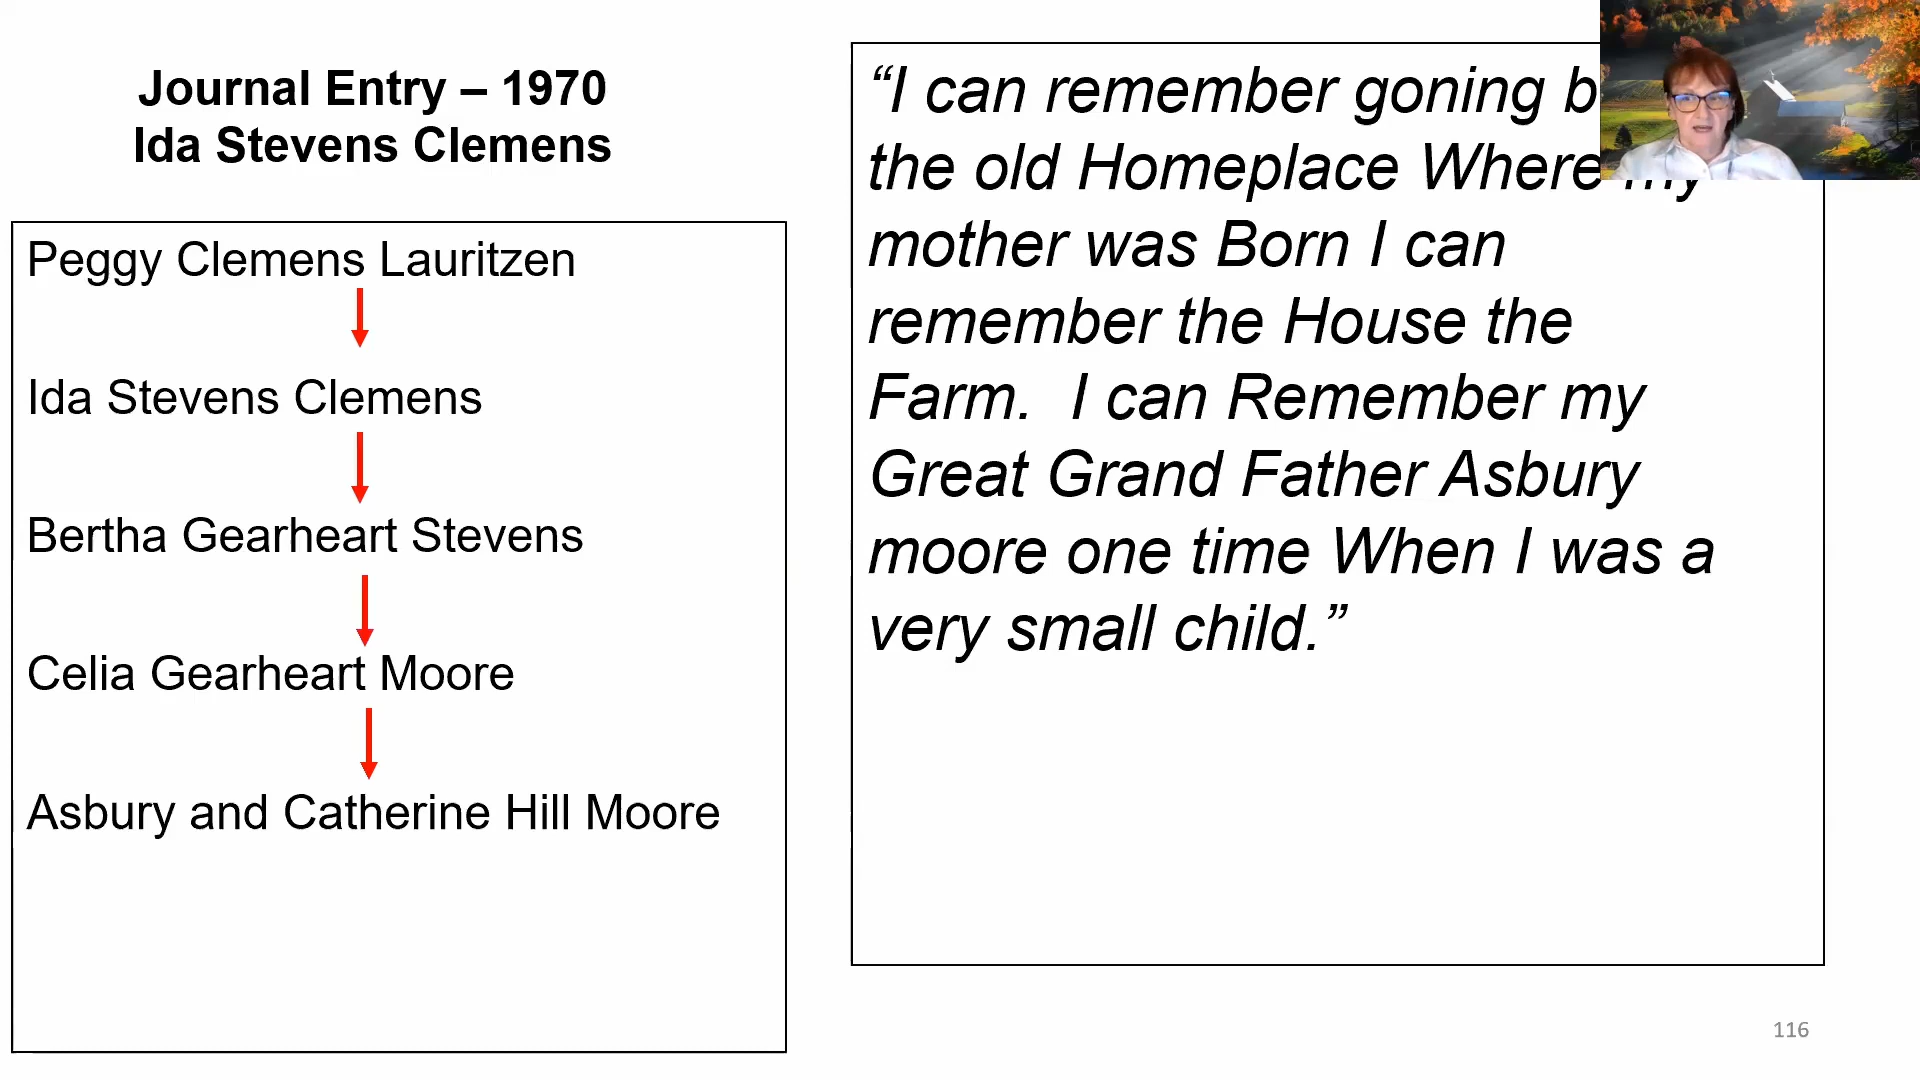 Journal Entry – 1970
Ida Stevens Clemens
Peggy Clemens Lauritzen
Ida Stevens Clemens
Bertha Gearheart Stevens
Celia Gearheart Moore
Asbury and Catherine Hill Moore
“I can remember goning
the old Homeplace Where my
mother was Born I can
remember the House the
Farm.  I can Remember my
Great Grand Father Asbury
moore one time When I was a
very small child.”
116